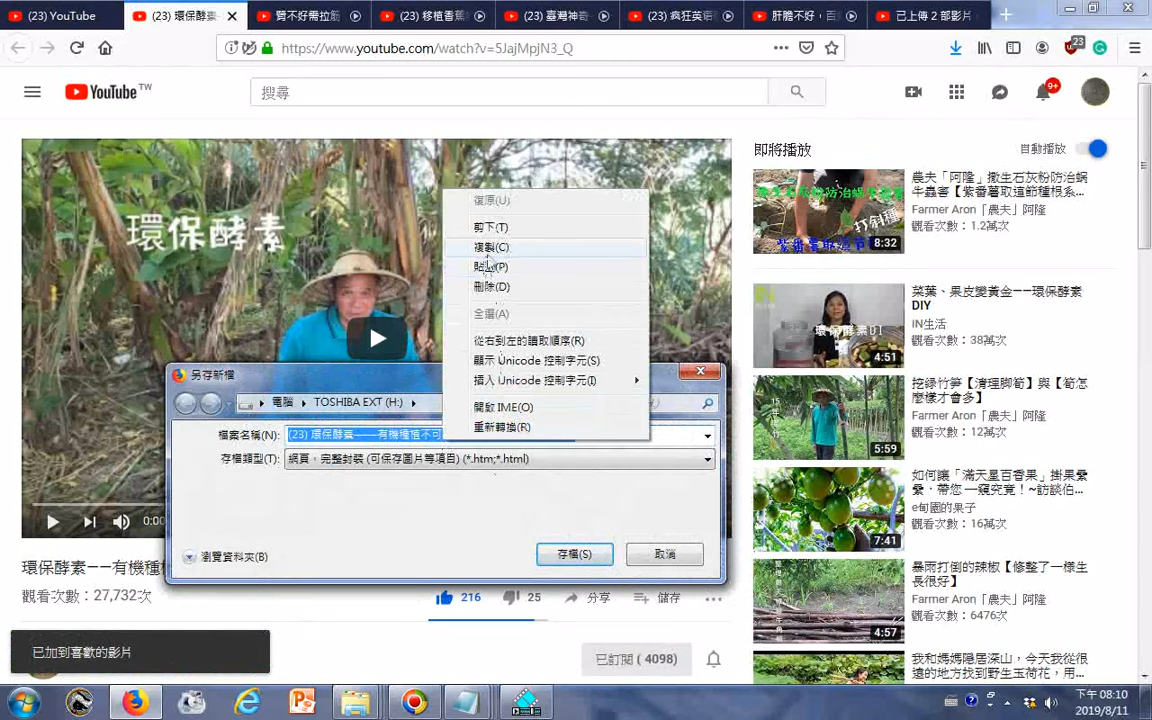 (23) YouTube
(23) 環保酵素
臂不好需拉筋
(23) 移植香蕉
(23) 臺灣神奇
(23) 瘋狂英語
肝膽不好，百
已上傳 2 部影片
https://www.youtube.com/watch?v=5JajMpjN3_Q
23
YouTube TW
搜尋
9+
環保酵素
即將播放
自動播放
復原(U)
剪下(T)
複製(C)
貼上(P)
刪除(D)
全選(A)
從右到左的讀取順序(R)
顯示 Unicode 控制字元(S)
插入 Unicode 控制字元(I)
開啟 IME(O)
重新轉換(R)
另存新檔
電腦
TOSHIBA EXT (H:)
檔案名稱(N):
(23) 環保酵素——有機種植不可
存檔類型(T):
網頁，完整封裝 (可保存圖片等項目) (*.htm;*.html)
瀏覽資料夾(B)
存檔(S)
取消
0:00
環保酵素——有機種植
觀看次數：27,732次
216
25
分享
儲存
已加到喜歡的影片
已訂閱 ( 4098)
8:32
農夫「阿隆」撒生石灰粉防治蝸
牛蟲害【紫番薯取這節種根系...
Farmer Aron「農夫」阿隆
觀看次數：1.2萬次
打斜種
環保酵素DI
4:51
菜葉、果皮變黃金——環保酵素
DIY
IN生活
觀看次數：38萬次
5:59
挖绿竹笋【清理脚筍】與【筍怎
麼樣才會多】
Farmer Aron「農夫」阿隆
觀看次數：10萬次
7:41
如何讓「滿天星百香果」掛果纍
纍．帶您一窺究竟！~訪談伯...
e甸園的果子
觀看次數：16萬次
4:57
暴雨打倒的辣椒【修整了一樣生
長很好】
Farmer Aron「農夫」阿隆
觀看次數：6476次
我和媽媽隱居深山，今天我從很
遠的地方找到野生玉荷花，用...
下午 08:10
2019/8/11